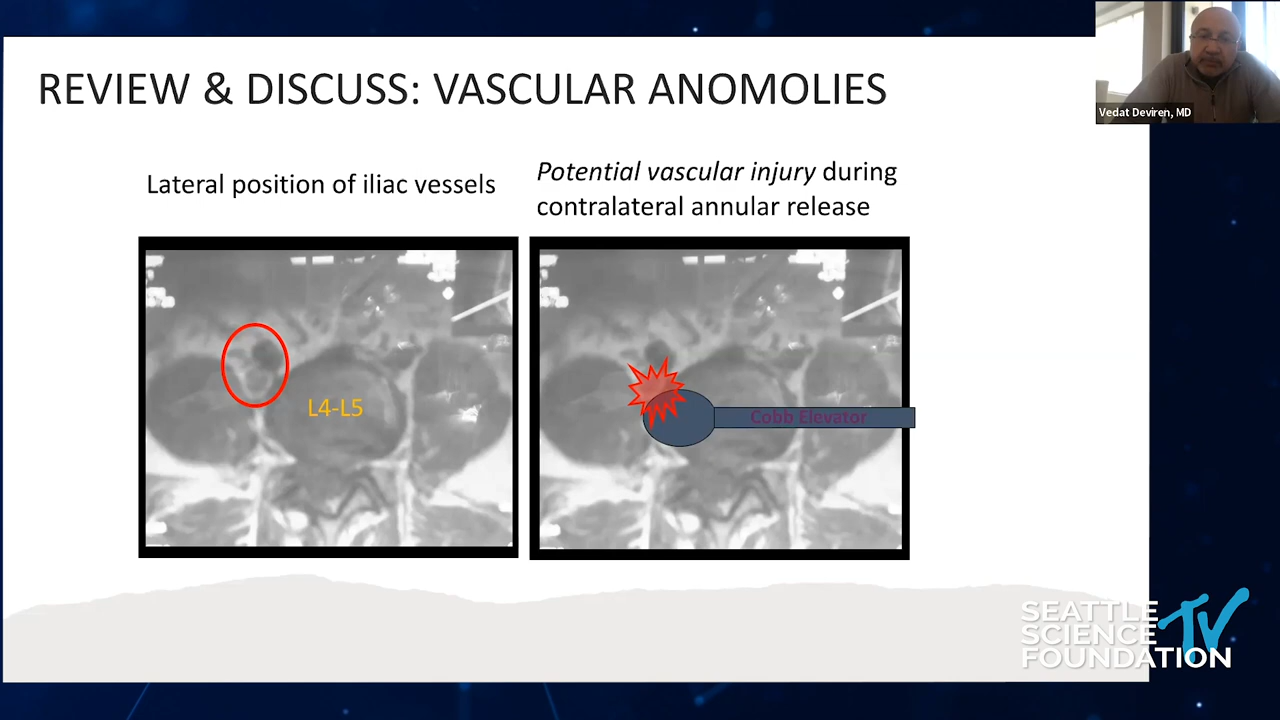 REVIEW & DISCUSS: VASCULAR ANOMOLIES
Vedat Deviren, MD
Lateral position of iliac vessels
Potential vascular injury during
contralateral annular release
L4-L5
Cobb Elevator
SEATTLE
SCIENCE
FOUNDATION
TV